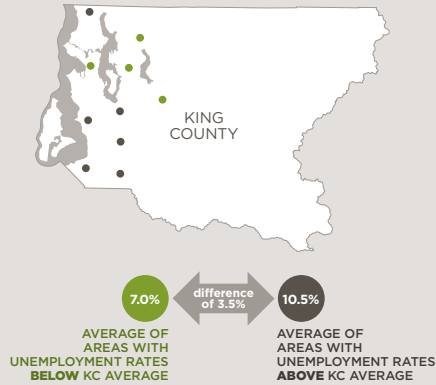 KING
COUNTY
7.0%
difference
of 3.5%
10.5%
AVERAGE OF
AREAS WITH
UNEMPLOYMENT RATES
BELOW KC AVERAGE
AVERAGE OF
AREAS WITH
UNEMPLOYMENT RATES
ABOVE KC AVERAGE